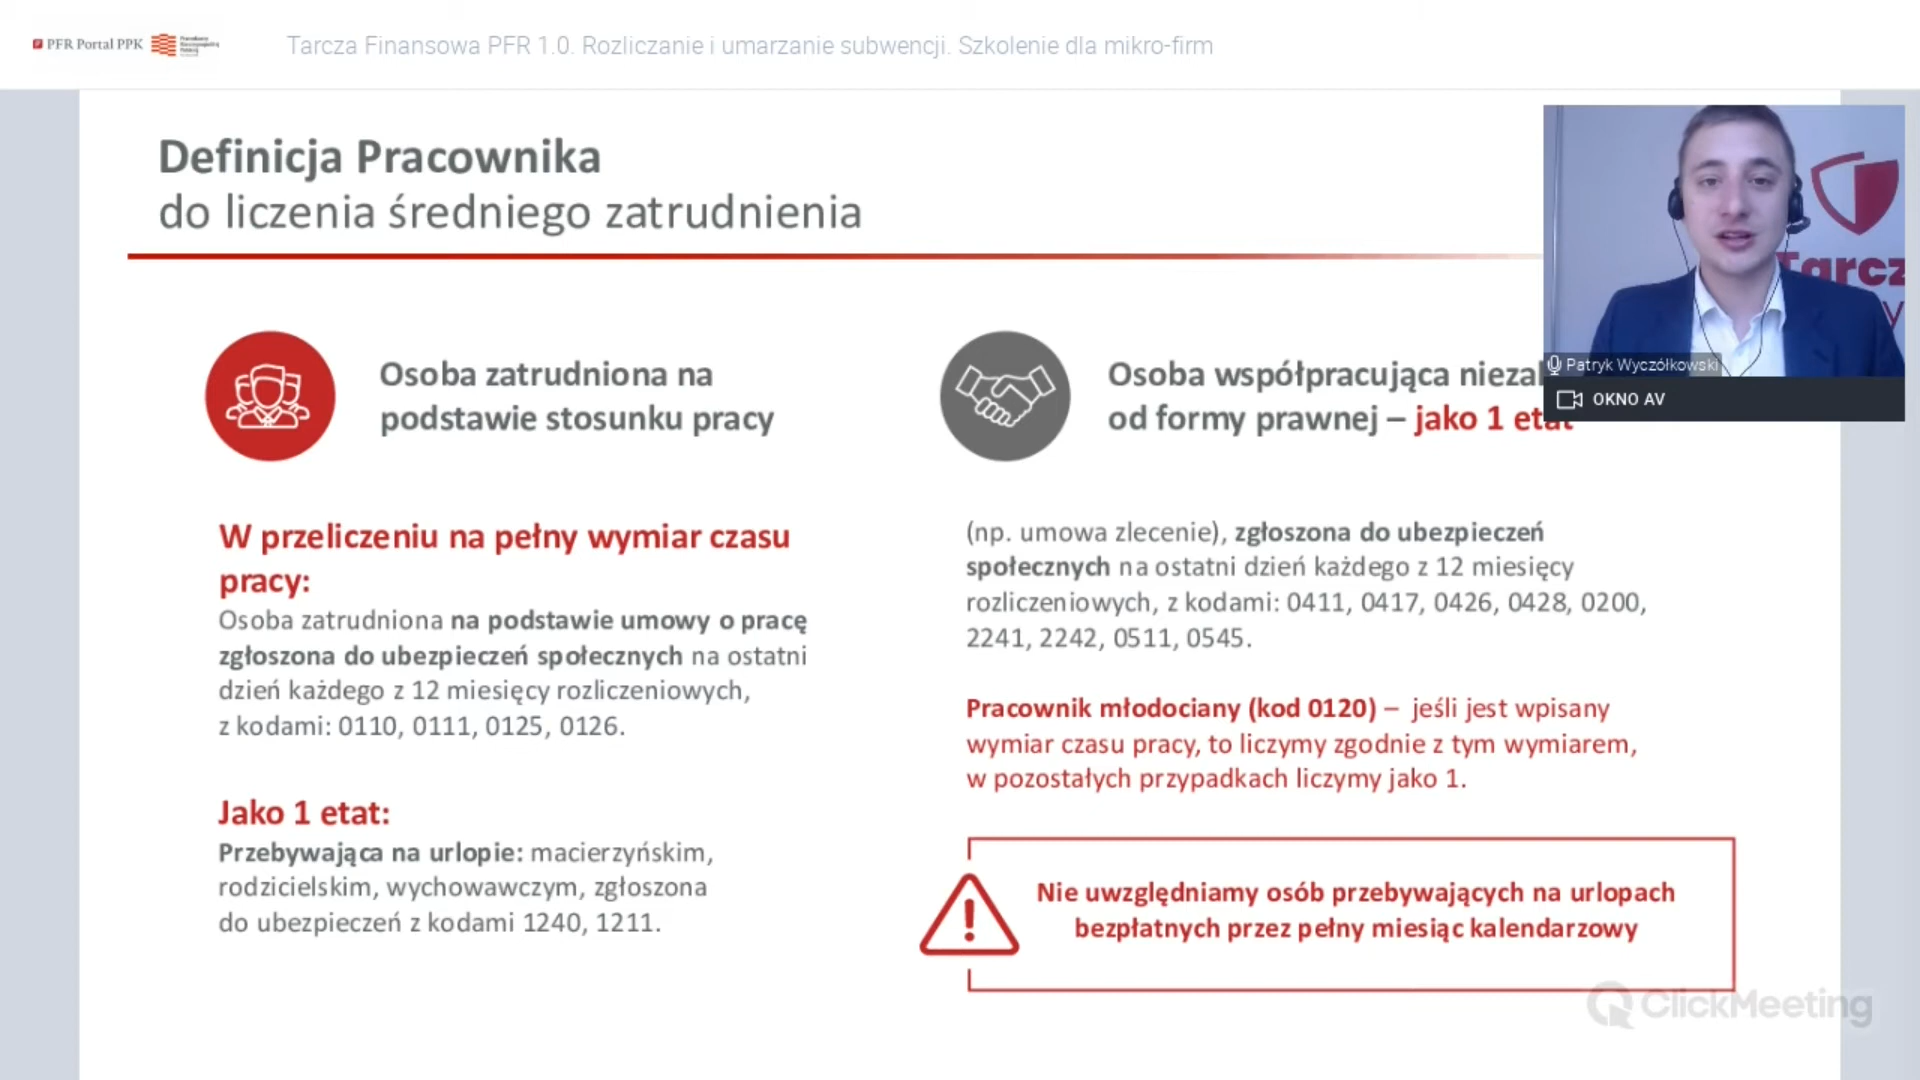 PFR Portal PPK
Tarcza Finansowa PFR 1.0. Rozliczanie i umarzanie subwencji. Szkolenie dla mikro-firm
Definicja Pracownika
do liczenia średniego zatrudnienia
Osoba zatrudniona na
podstawie stosunku pracy
W przeliczeniu na pełny wymiar czasu
pracy:
Osoba zatrudniona na podstawie umowy o pracę
zgłoszona do ubezpieczeń społecznych na ostatni
dzień każdego z 12 miesięcy rozliczeniowych,
z kodami: 0110, 0111, 0125, 0126.
Jako 1 etat:
Przebywająca na urlopie: macierzyńskim,
rodzicielskim, wychowawczym, zgłoszona
do ubezpieczeń z kodami 1240, 1211.
Osoba współpracująca niezal
od formy prawnej – jako 1 etat
(np. umowa zlecenie), zgłoszona do ubezpieczeń
społecznych na ostatni dzień każdego z 12 miesięcy
rozliczeniowych, z kodami: 0411, 0417, 0426, 0428, 0200,
2241, 2242, 0511, 0545.
Pracownik młodociany (kod 0120) – jeśli jest wpisany
wymiar czasu pracy, to liczymy zgodnie z tym wymiarem,
w pozostałych przypadkach liczymy jako 1.
Nie uwzględniamy osób przebywających na urlopach
bezpłatnych przez pełny miesiąc kalendarzowy
Tarcz
Patryk Wyczółkowski
OKNO AV
ClickMeeting